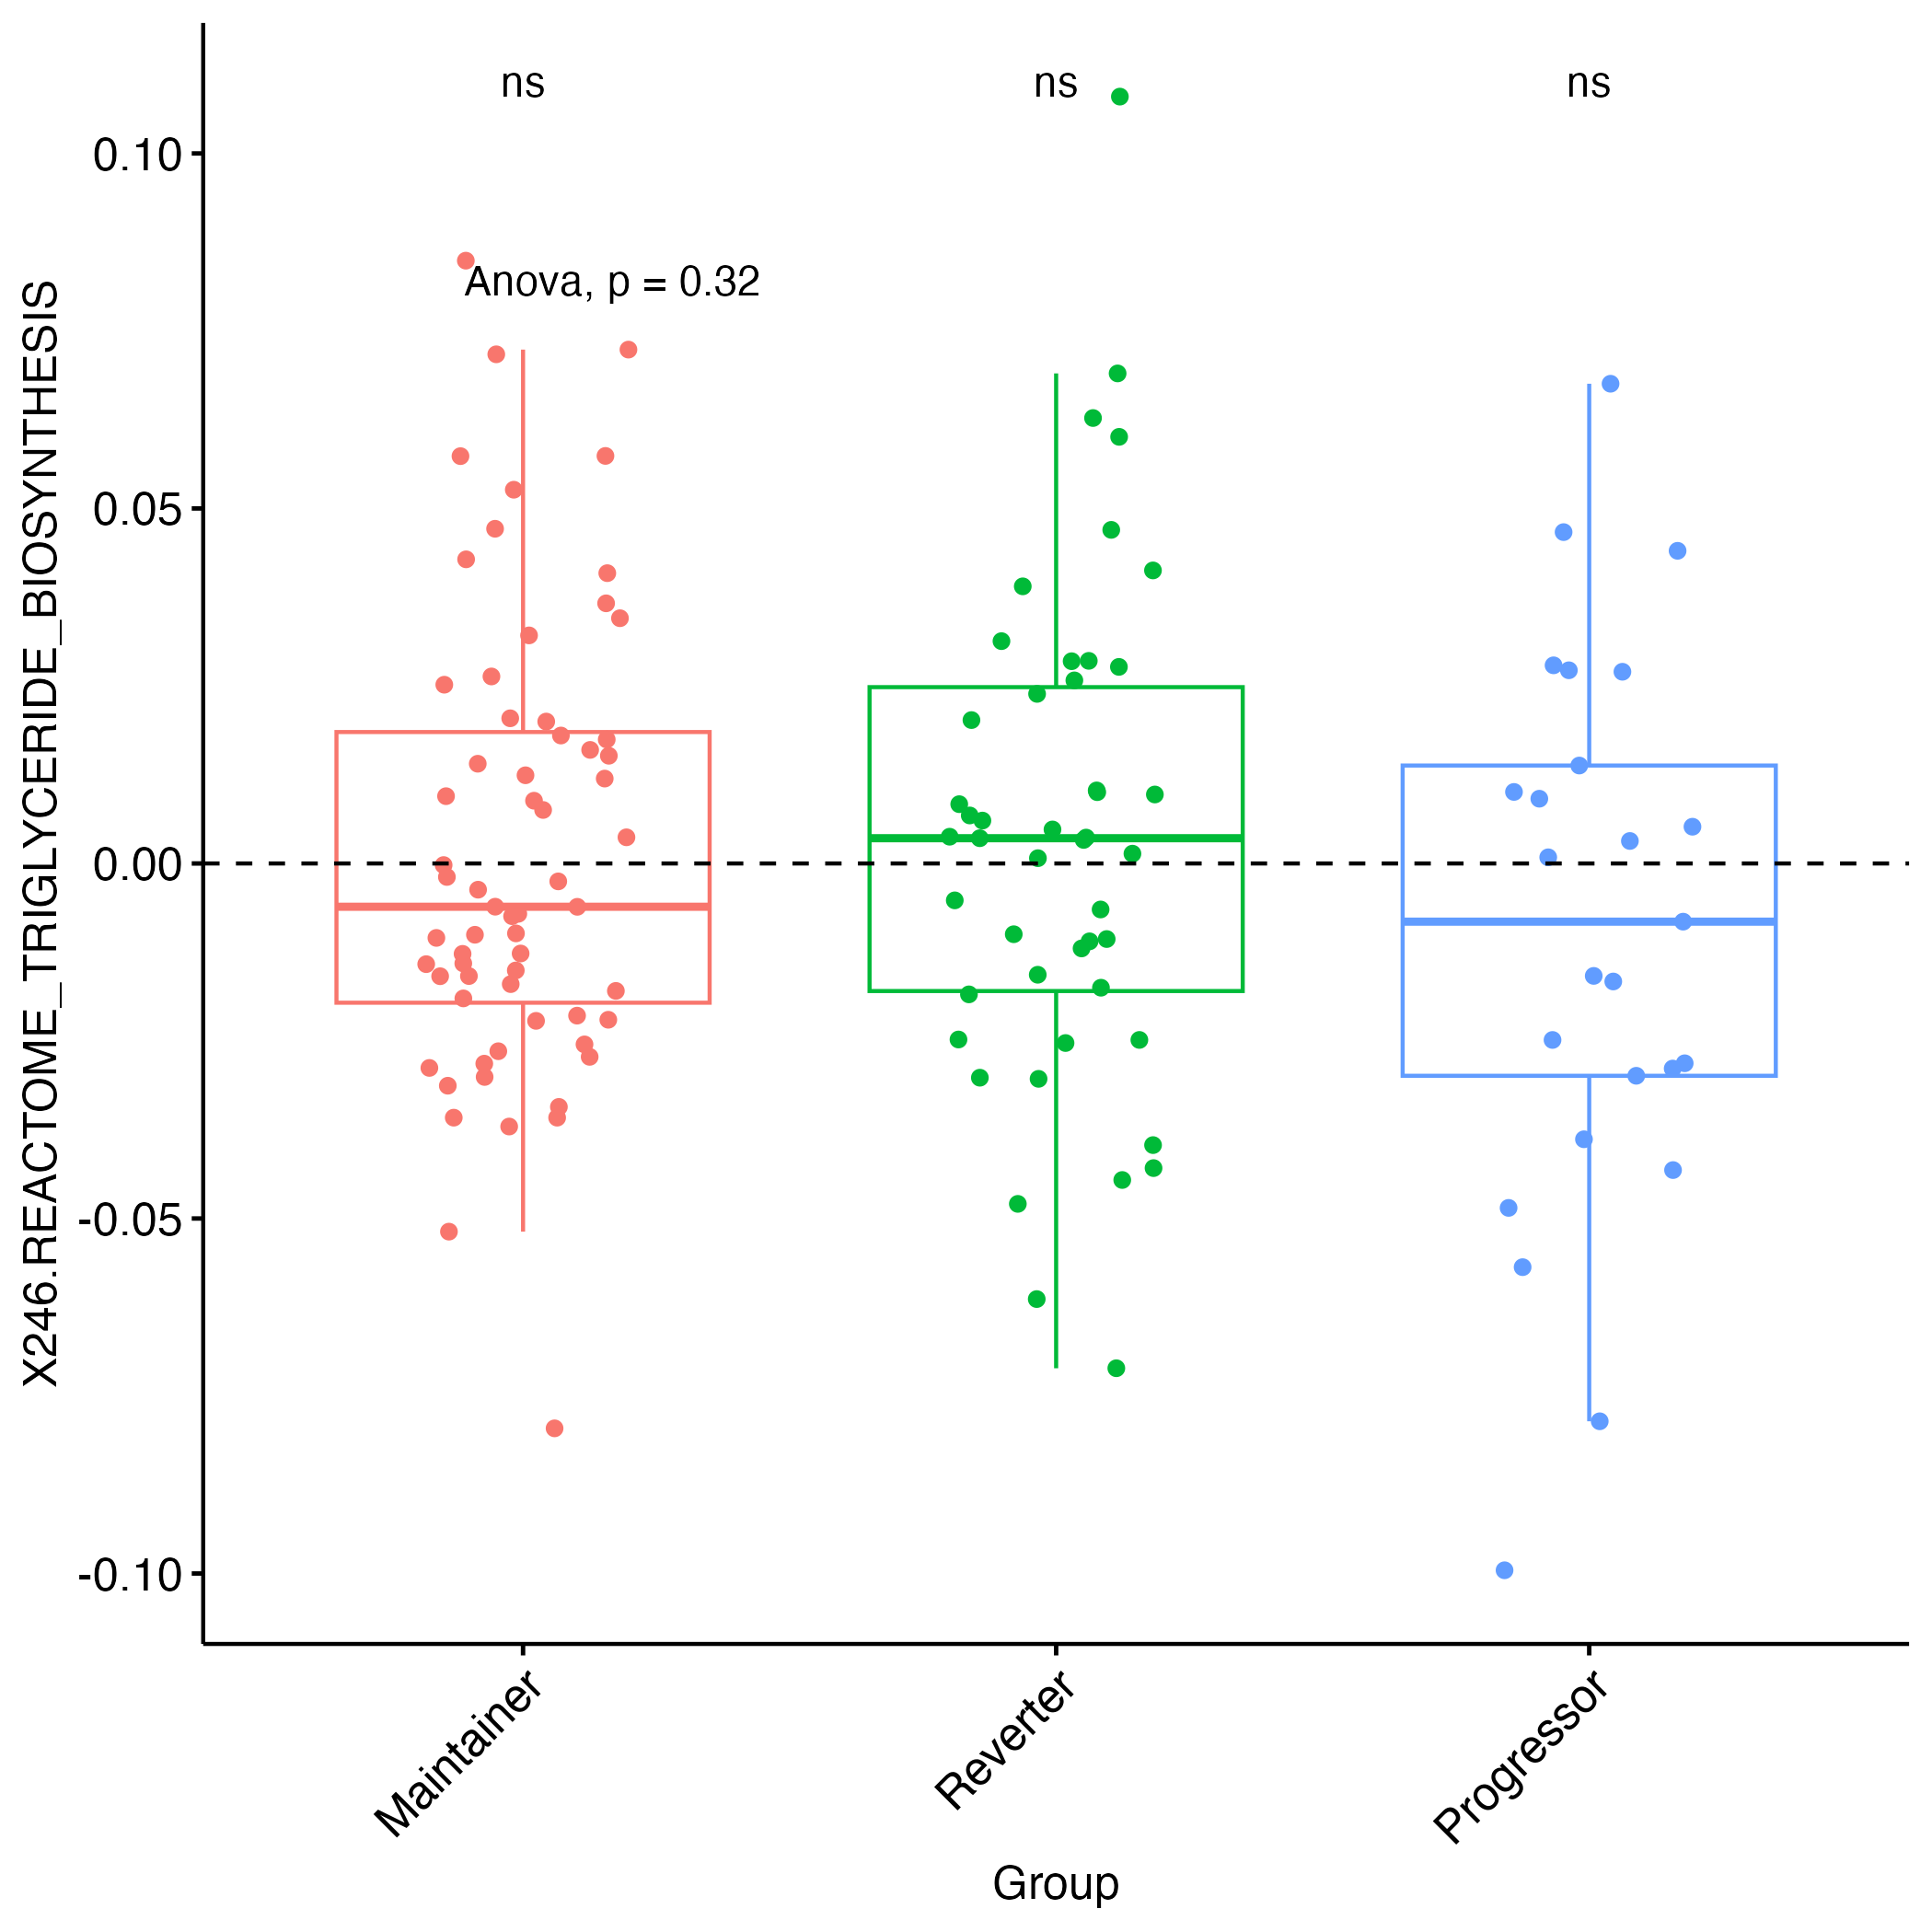 ns
ns
ns
Anova, p = 0.32
X246.REACTOME_TRIGLYCERIDE_BIOSYNTHESIS
0.10
0.05
0.00
-0.05
-0.10
Maintainer
Reverter
Progressor
Group